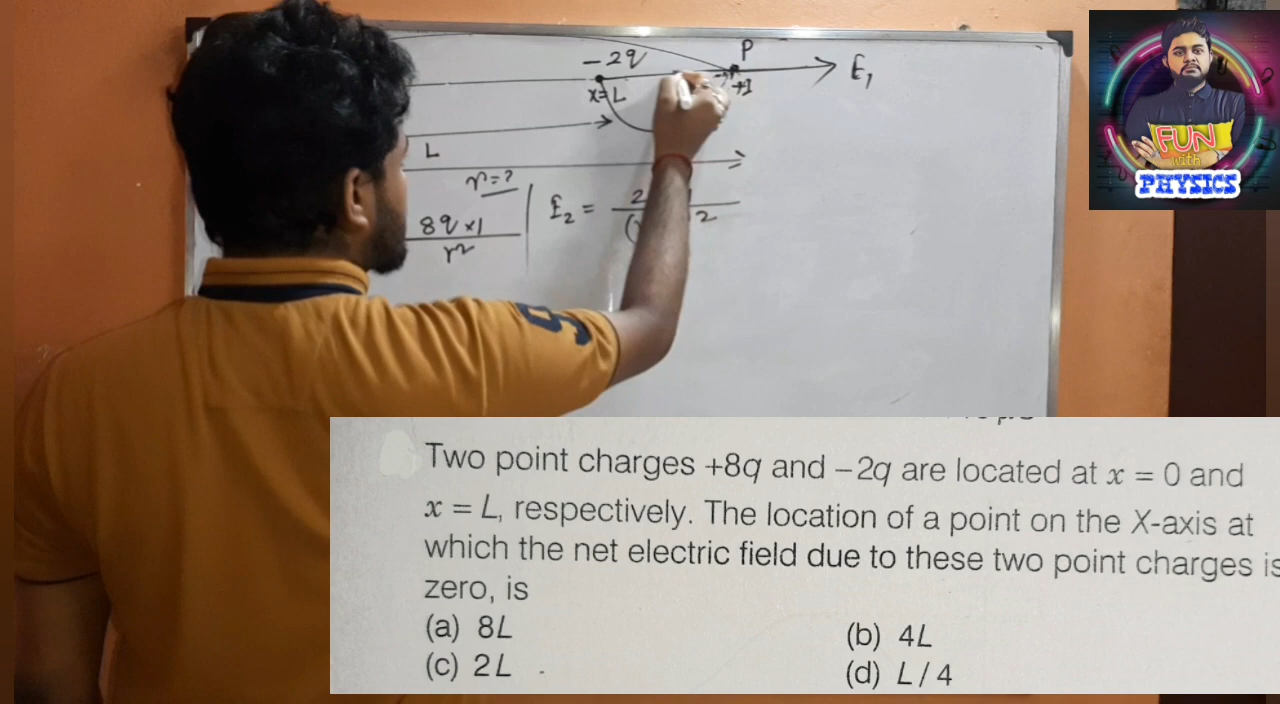 -2q
P
E₁
x=L
+1
L
r=?
8q×1
r²
E₂ =
2
2
FUN
with
PHYSICS
Two point charges +8q and −2q are located at x = 0 and
x = L, respectively. The location of a point on the X-axis at
which the net electric field due to these two point charges is
zero, is
(a) 8L
(b) 4L
(c) 2L
(d) L/4